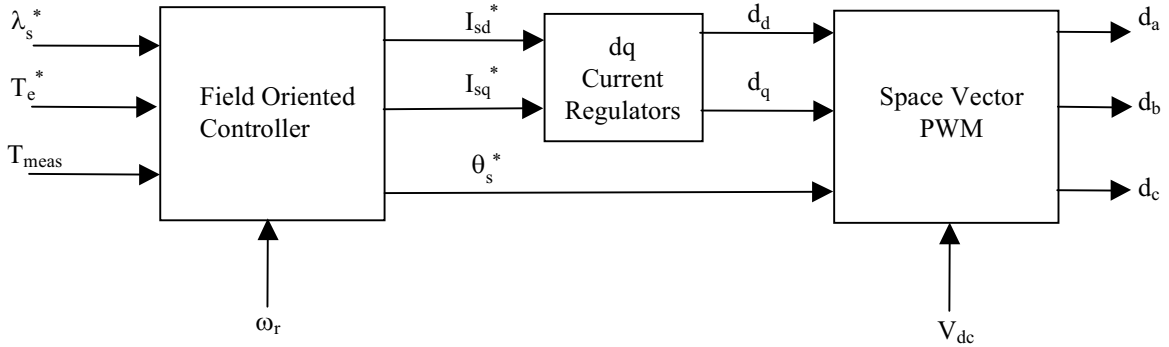 λs*
Te*
Tmeas
Field Oriented
Controller
ωr
Isd*
Isq*
θs*
dq
Current
Regulators
dd
dq
Space Vector
PWM
Vdc
da
db
dc